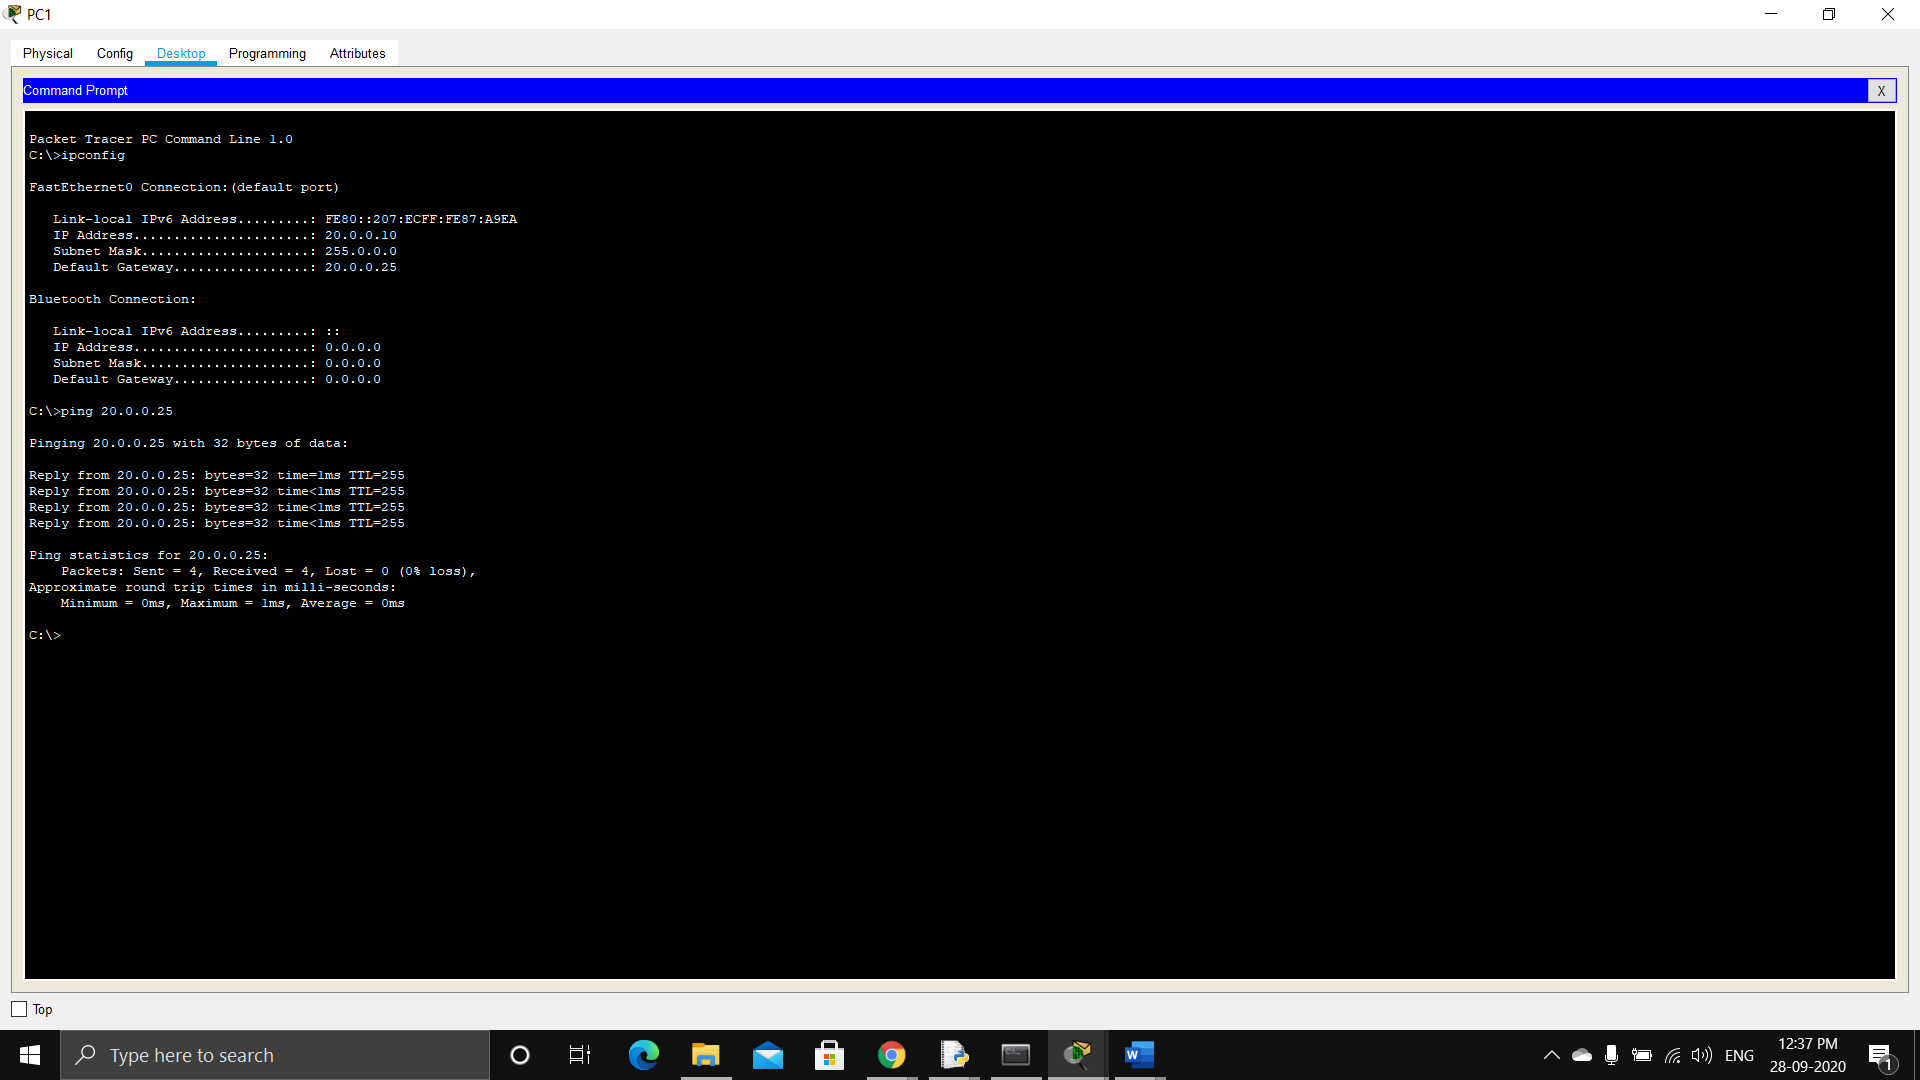 PC1
Physical Config Desktop Programming Attributes
Command Prompt X
Packet Tracer PC Command Line 1.0
C:\>ipconfig
FastEthernet0 Connection:(default port)
Link-local IPv6 Address.........: FE80::207:ECFF:FE87:A9EA
IP Address......................: 20.0.0.10
Subnet Mask.....................: 255.0.0.0
Default Gateway.................: 20.0.0.25
Bluetooth Connection:
Link-local IPv6 Address.........: ::
IP Address......................: 0.0.0.0
Subnet Mask.....................: 0.0.0.0
Default Gateway.................: 0.0.0.0
C:\>ping 20.0.0.25
Pinging 20.0.0.25 with 32 bytes of data:
Reply from 20.0.0.25: bytes=32 time=1ms TTL=255
Reply from 20.0.0.25: bytes=32 time<1ms TTL=255
Reply from 20.0.0.25: bytes=32 time<1ms TTL=255
Reply from 20.0.0.25: bytes=32 time<1ms TTL=255
Ping statistics for 20.0.0.25:
Packets: Sent = 4, Received = 4, Lost = 0 (0% loss),
Approximate round trip times in milli-seconds:
Minimum = 0ms, Maximum = 1ms, Average = 0ms
C:\>
Top
Type here to search
W
ENG
12:37 PM
28-09-2020
1